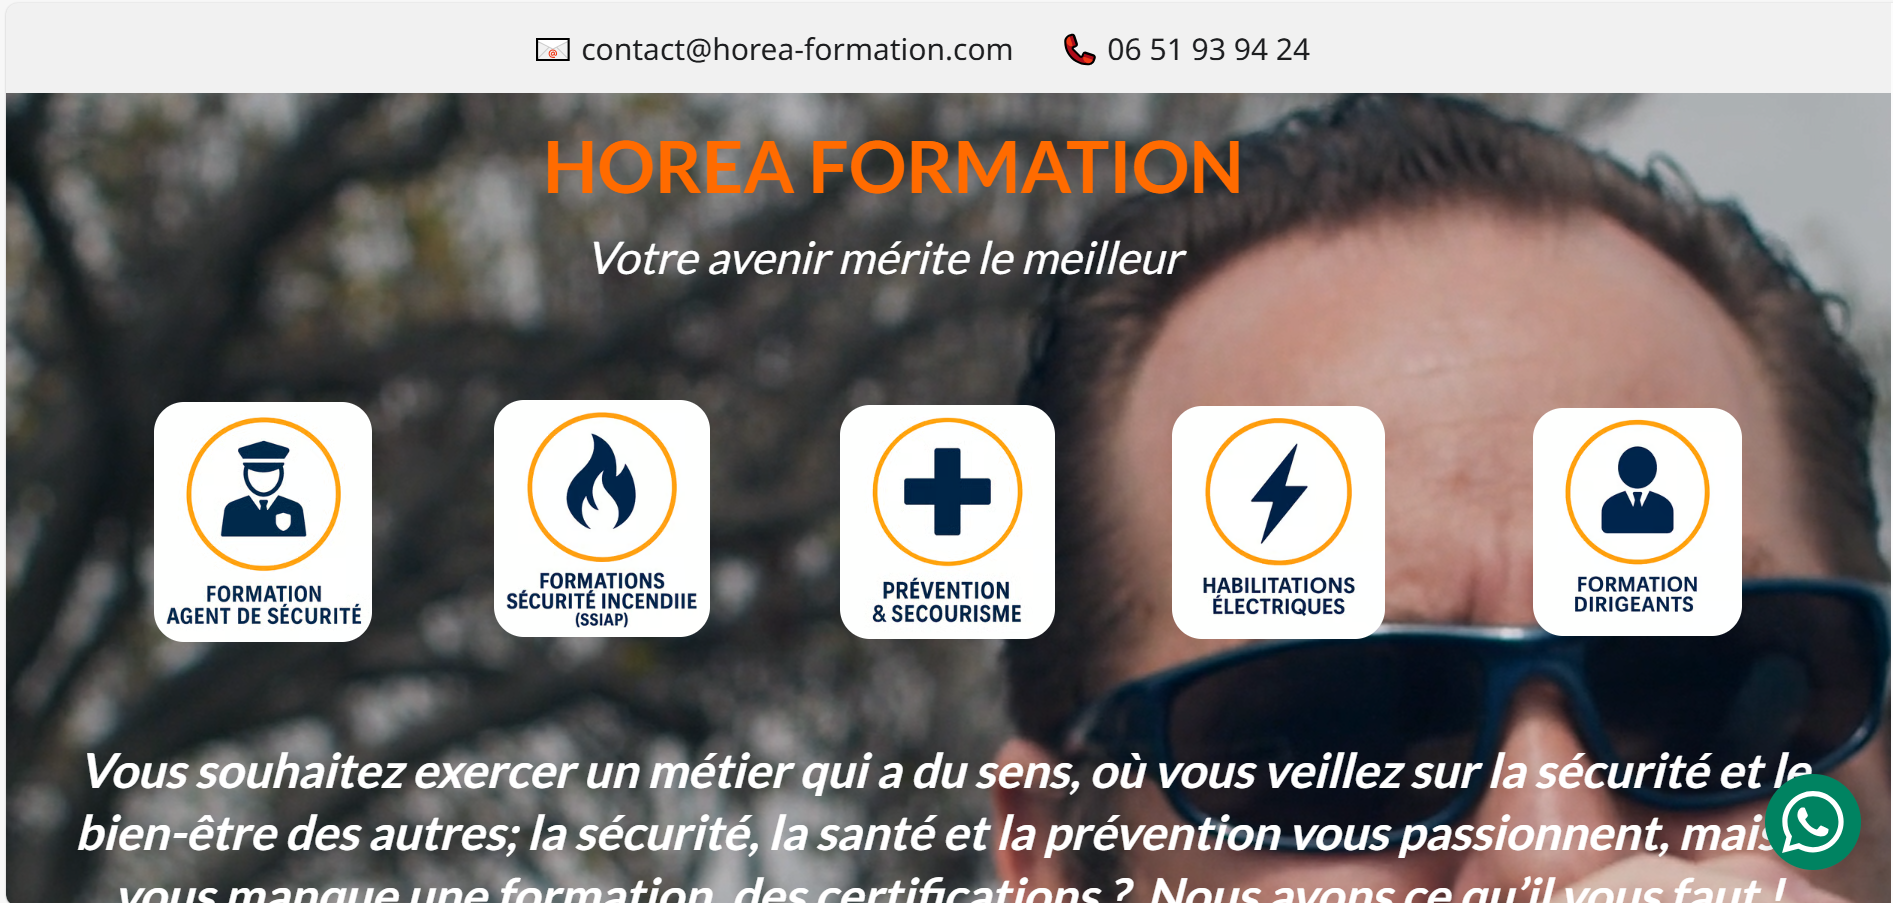 contact@horea-formation.com 06 51 93 94 24
HOREA FORMATION
Votre avenir mérite le meilleur
FORMATION
AGENT DE SÉCURITÉ
FORMATIONS
SÉCURITÉ INCENDIIE
(SSIAP)
PRÉVENTION
& SECOURISME
HABILITATIONS
ÉLECTRIQUES
FORMATION
DIRIGEANTS
Vous souhaitez exercer un métier qui a du sens, où vous veillez sur la sécurité et le
bien-être des autres; la sécurité, la santé et la prévention vous passionnent, mais
vous manque une formation, des certifications ? Nous avons ce qu’il vous faut !